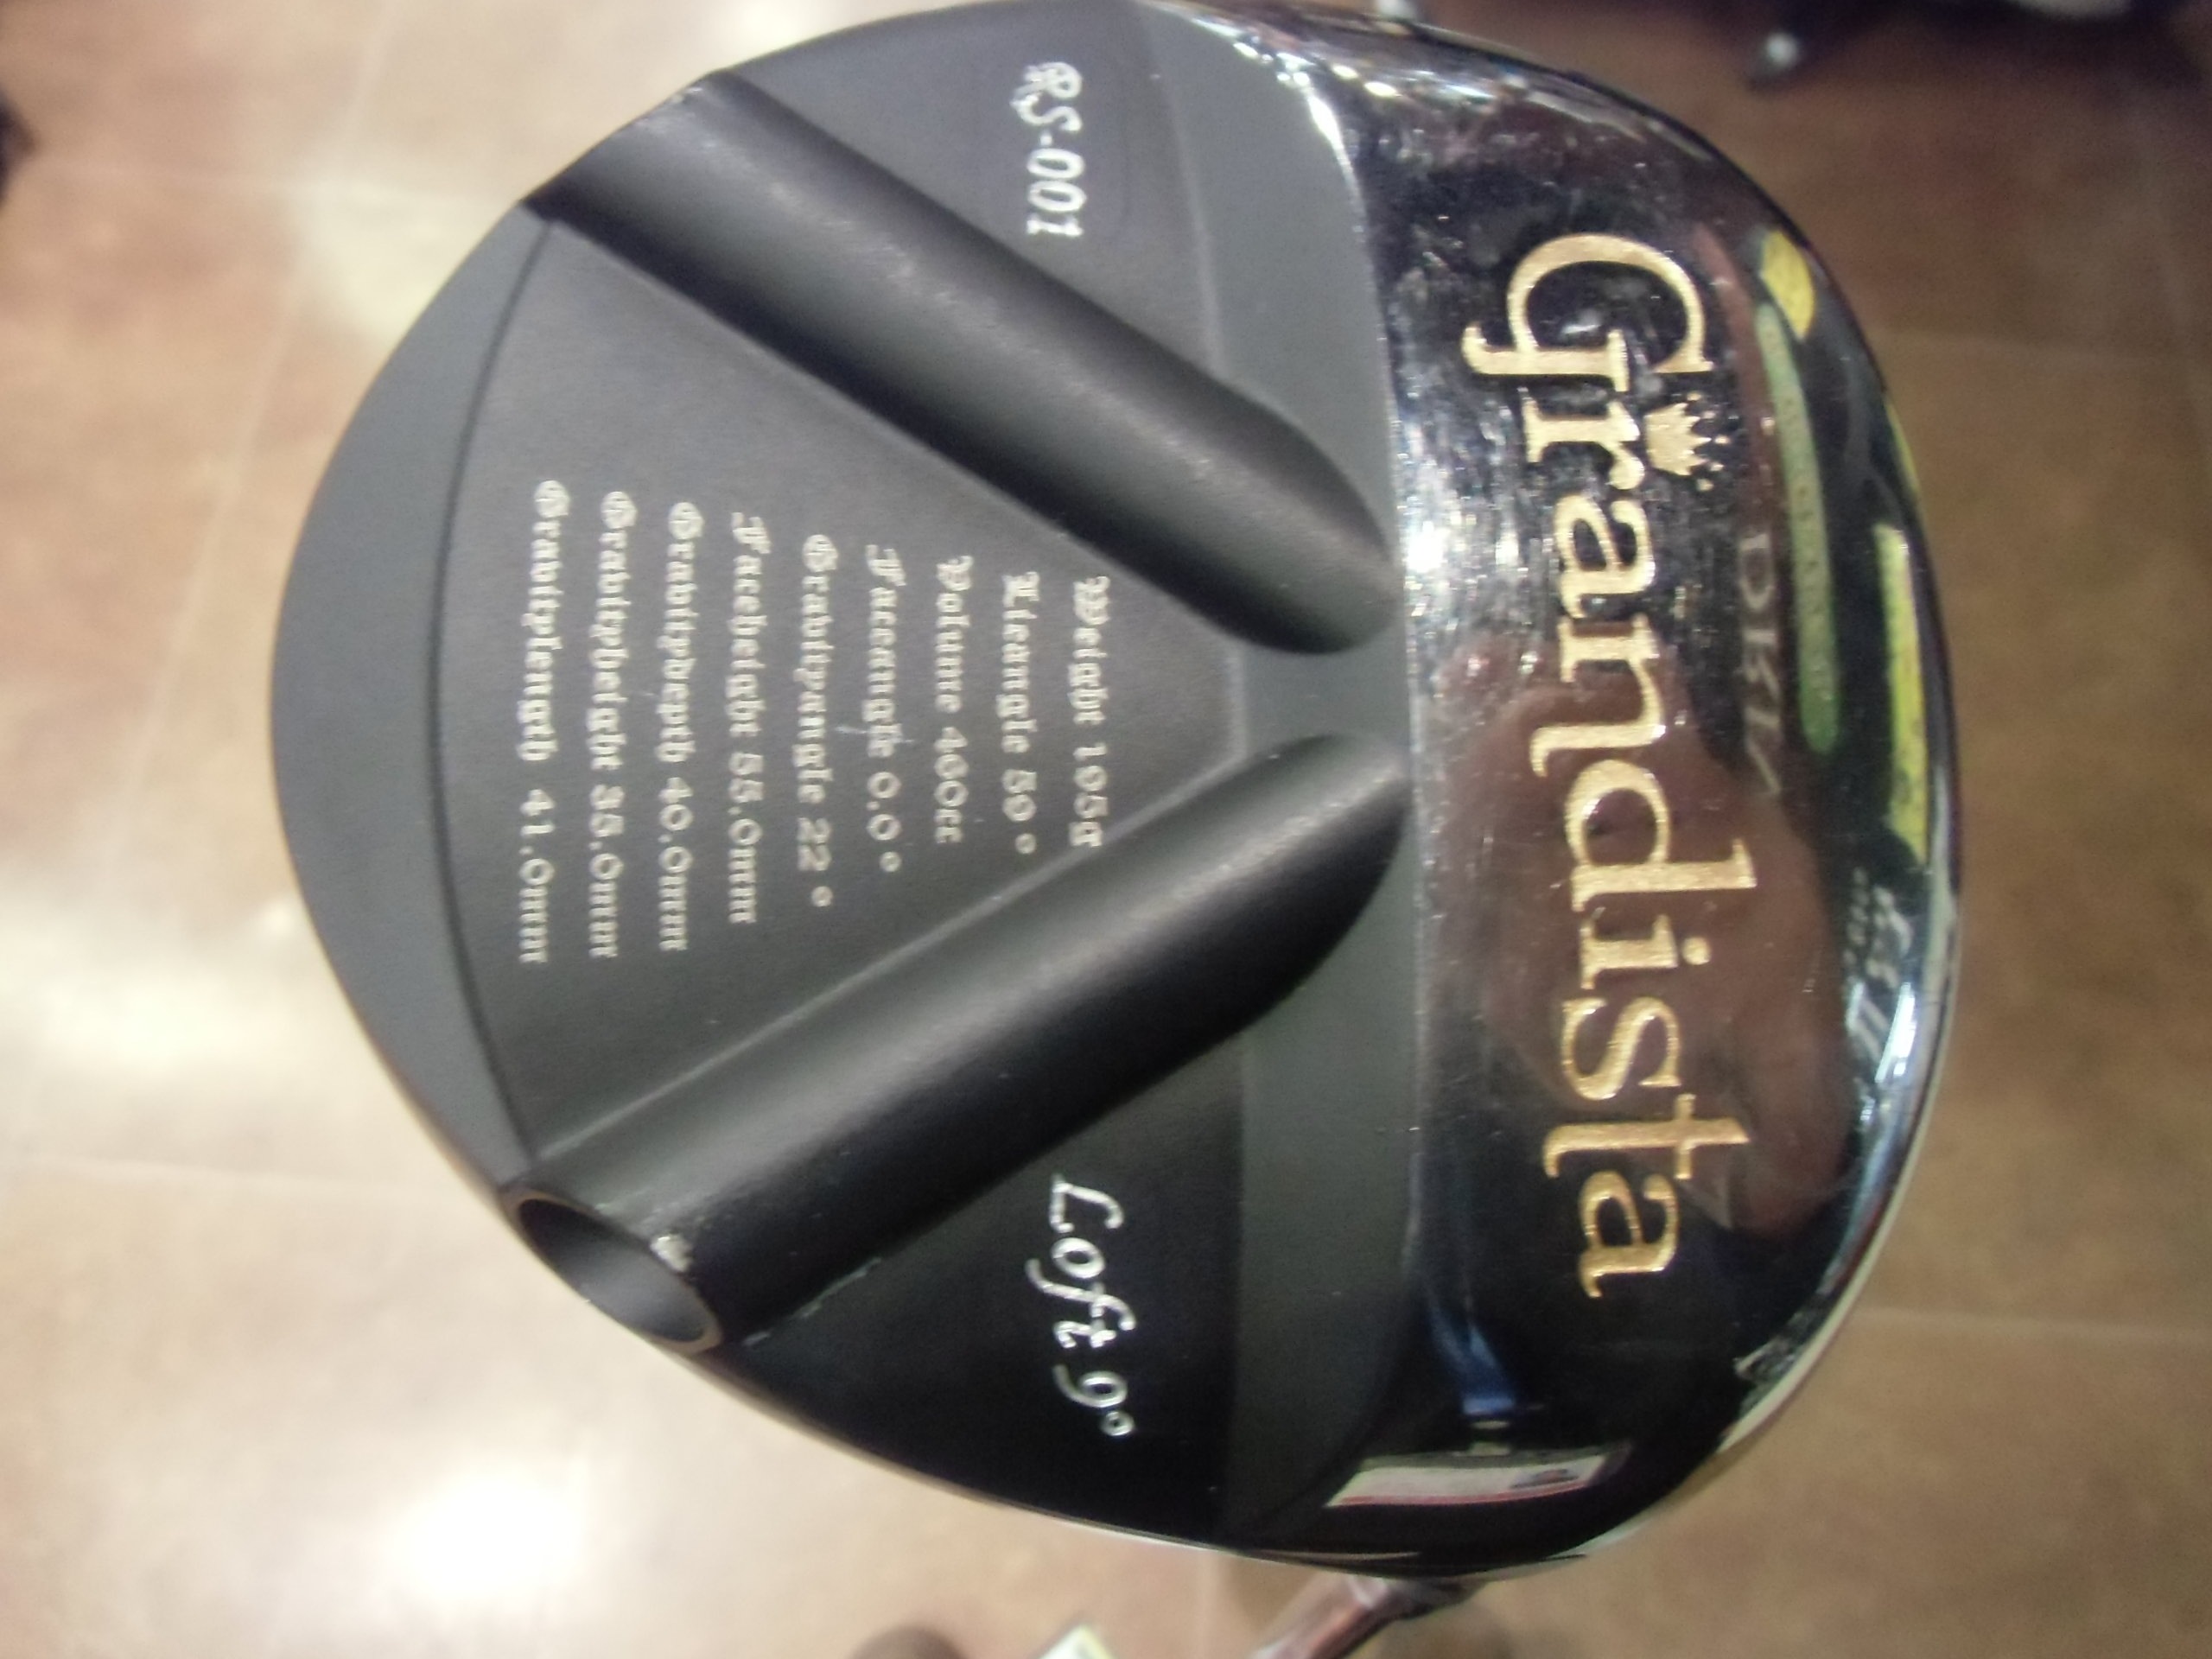 Grandista
RS-001
Loft 9°
Weight 195g
Lieangle 59°
Volume 460cc
Faceangle 0.0°
Gravityangle 22°
Faceheight 55.0mm
Gravitydepth 40.0mm
Gravityheight 35.0mm
Gravitylength 41.0mm